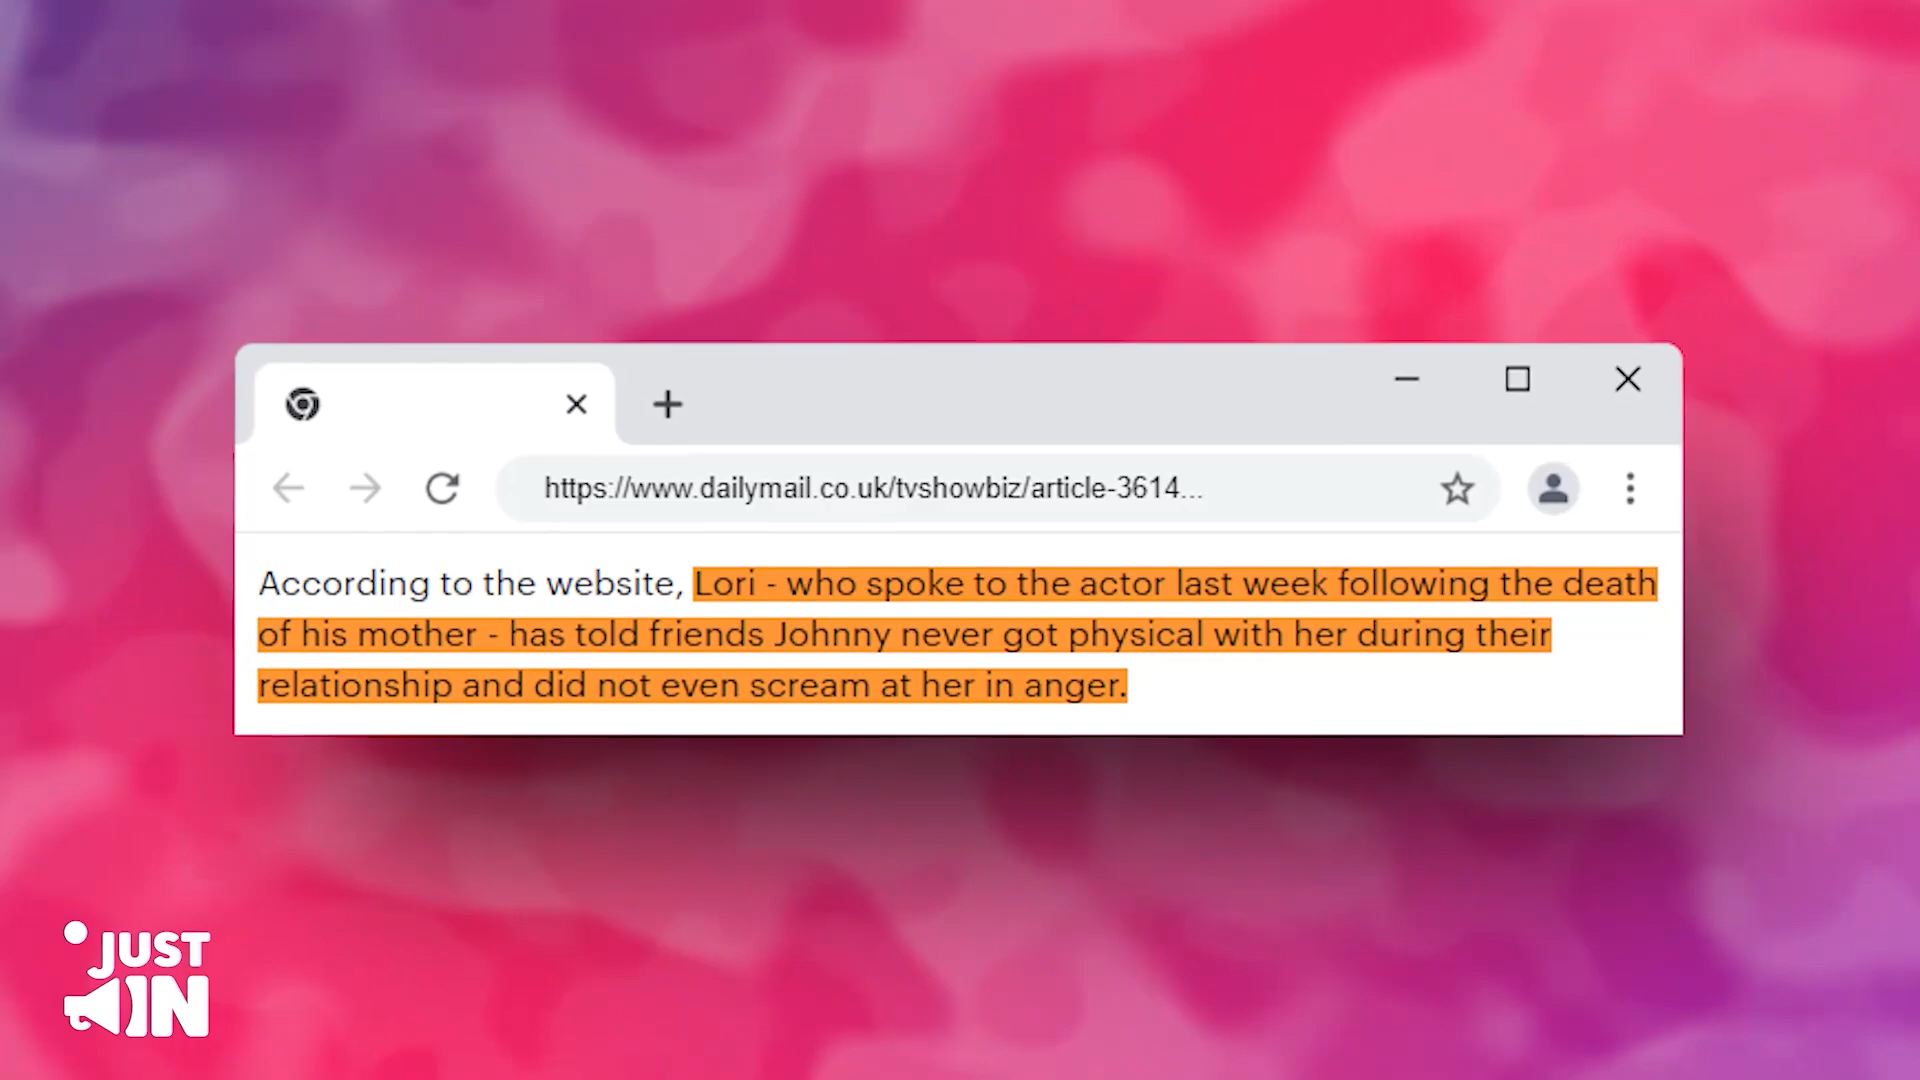 https://www.dailymail.co.uk/tvshowbiz/article-3614...
According to the website, Lori - who spoke to the actor last week following the death
of his mother - has told friends Johnny never got physical with her during their
relationship and did not even scream at her in anger.
JUST
IN